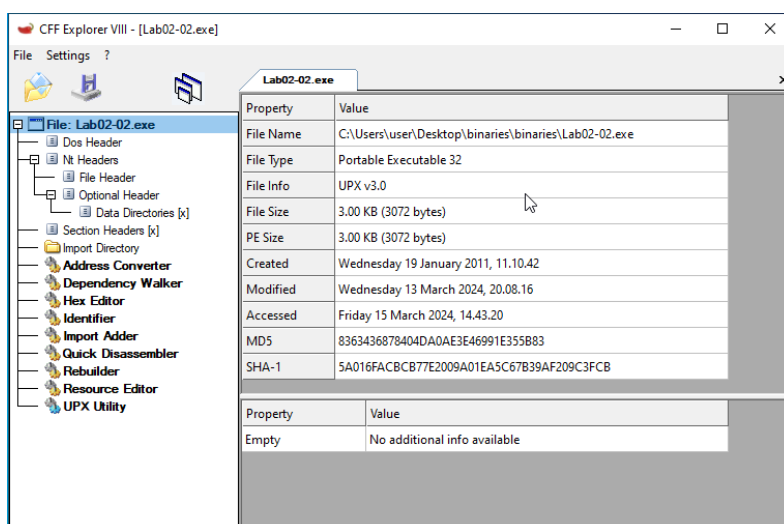 CFF Explorer VIII - [Lab02-02.exe]
File Settings ?
Lab02-02.exe
File: Lab02-02.exe
Dos Header
Nt Headers
File Header
Optional Header
Data Directories [x]
Section Headers [x]
Import Directory
Address Converter
Dependency Walker
Hex Editor
Identifier
Import Adder
Quick Disassembler
Rebuilder
Resource Editor
UPX Utility
Property Value
File Name C:\Users\user\Desktop\binaries\binaries\Lab02-02.exe
File Type Portable Executable 32
File Info UPX v3.0
File Size 3.00 KB (3072 bytes)
PE Size 3.00 KB (3072 bytes)
Created Wednesday 19 January 2011, 11.10.42
Modified Wednesday 13 March 2024, 20.08.16
Accessed Friday 15 March 2024, 14.43.20
MD5 8363436878404DA0AE3E46991E355B83
SHA-1 5A016FACBCB77E2009A01EA5C67B39AF209C3FCB
Property Value
Empty No additional info available